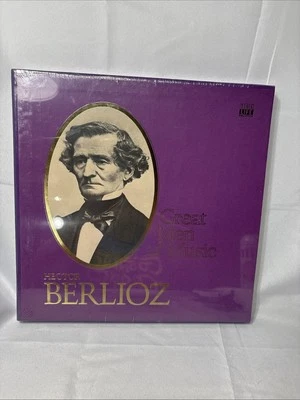 Great
Men
of Music
HECTOR
BERLIOZ